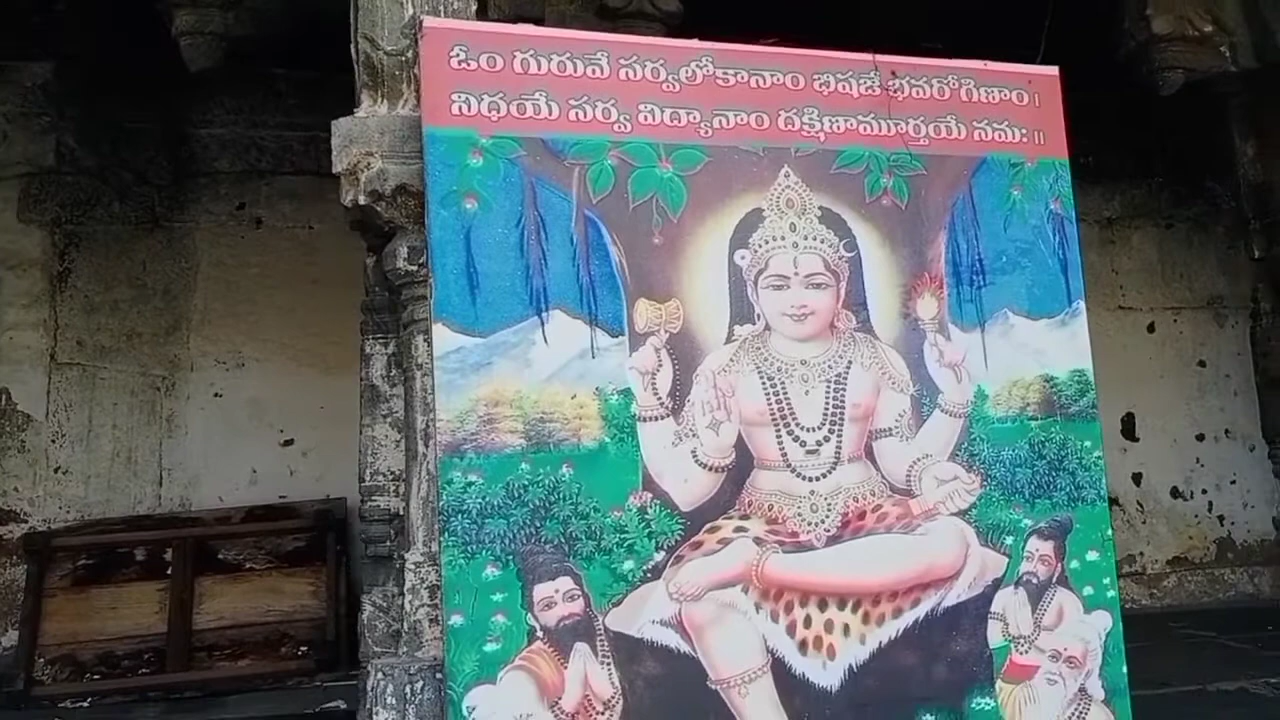 ఓం గురువే సర్వలోకానాం భిషజే భవరోగిణాం।
నిధయే సర్వ విద్యానాం దక్షిణామూర్తయే నమః॥